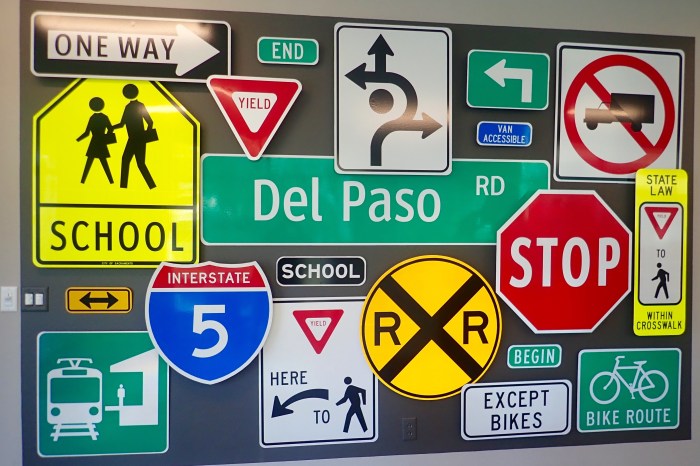 ONE WAY
END
YIELD
VAN
ACCESSIBLE
SCHOOL
Del Paso RD
STATE
LAW
YIELD
TO
WITHIN
CROSSWALK
STOP
INTERSTATE
5
SCHOOL
YIELD
HERE
TO
R R
BEGIN
EXCEPT
BIKES
BIKE ROUTE